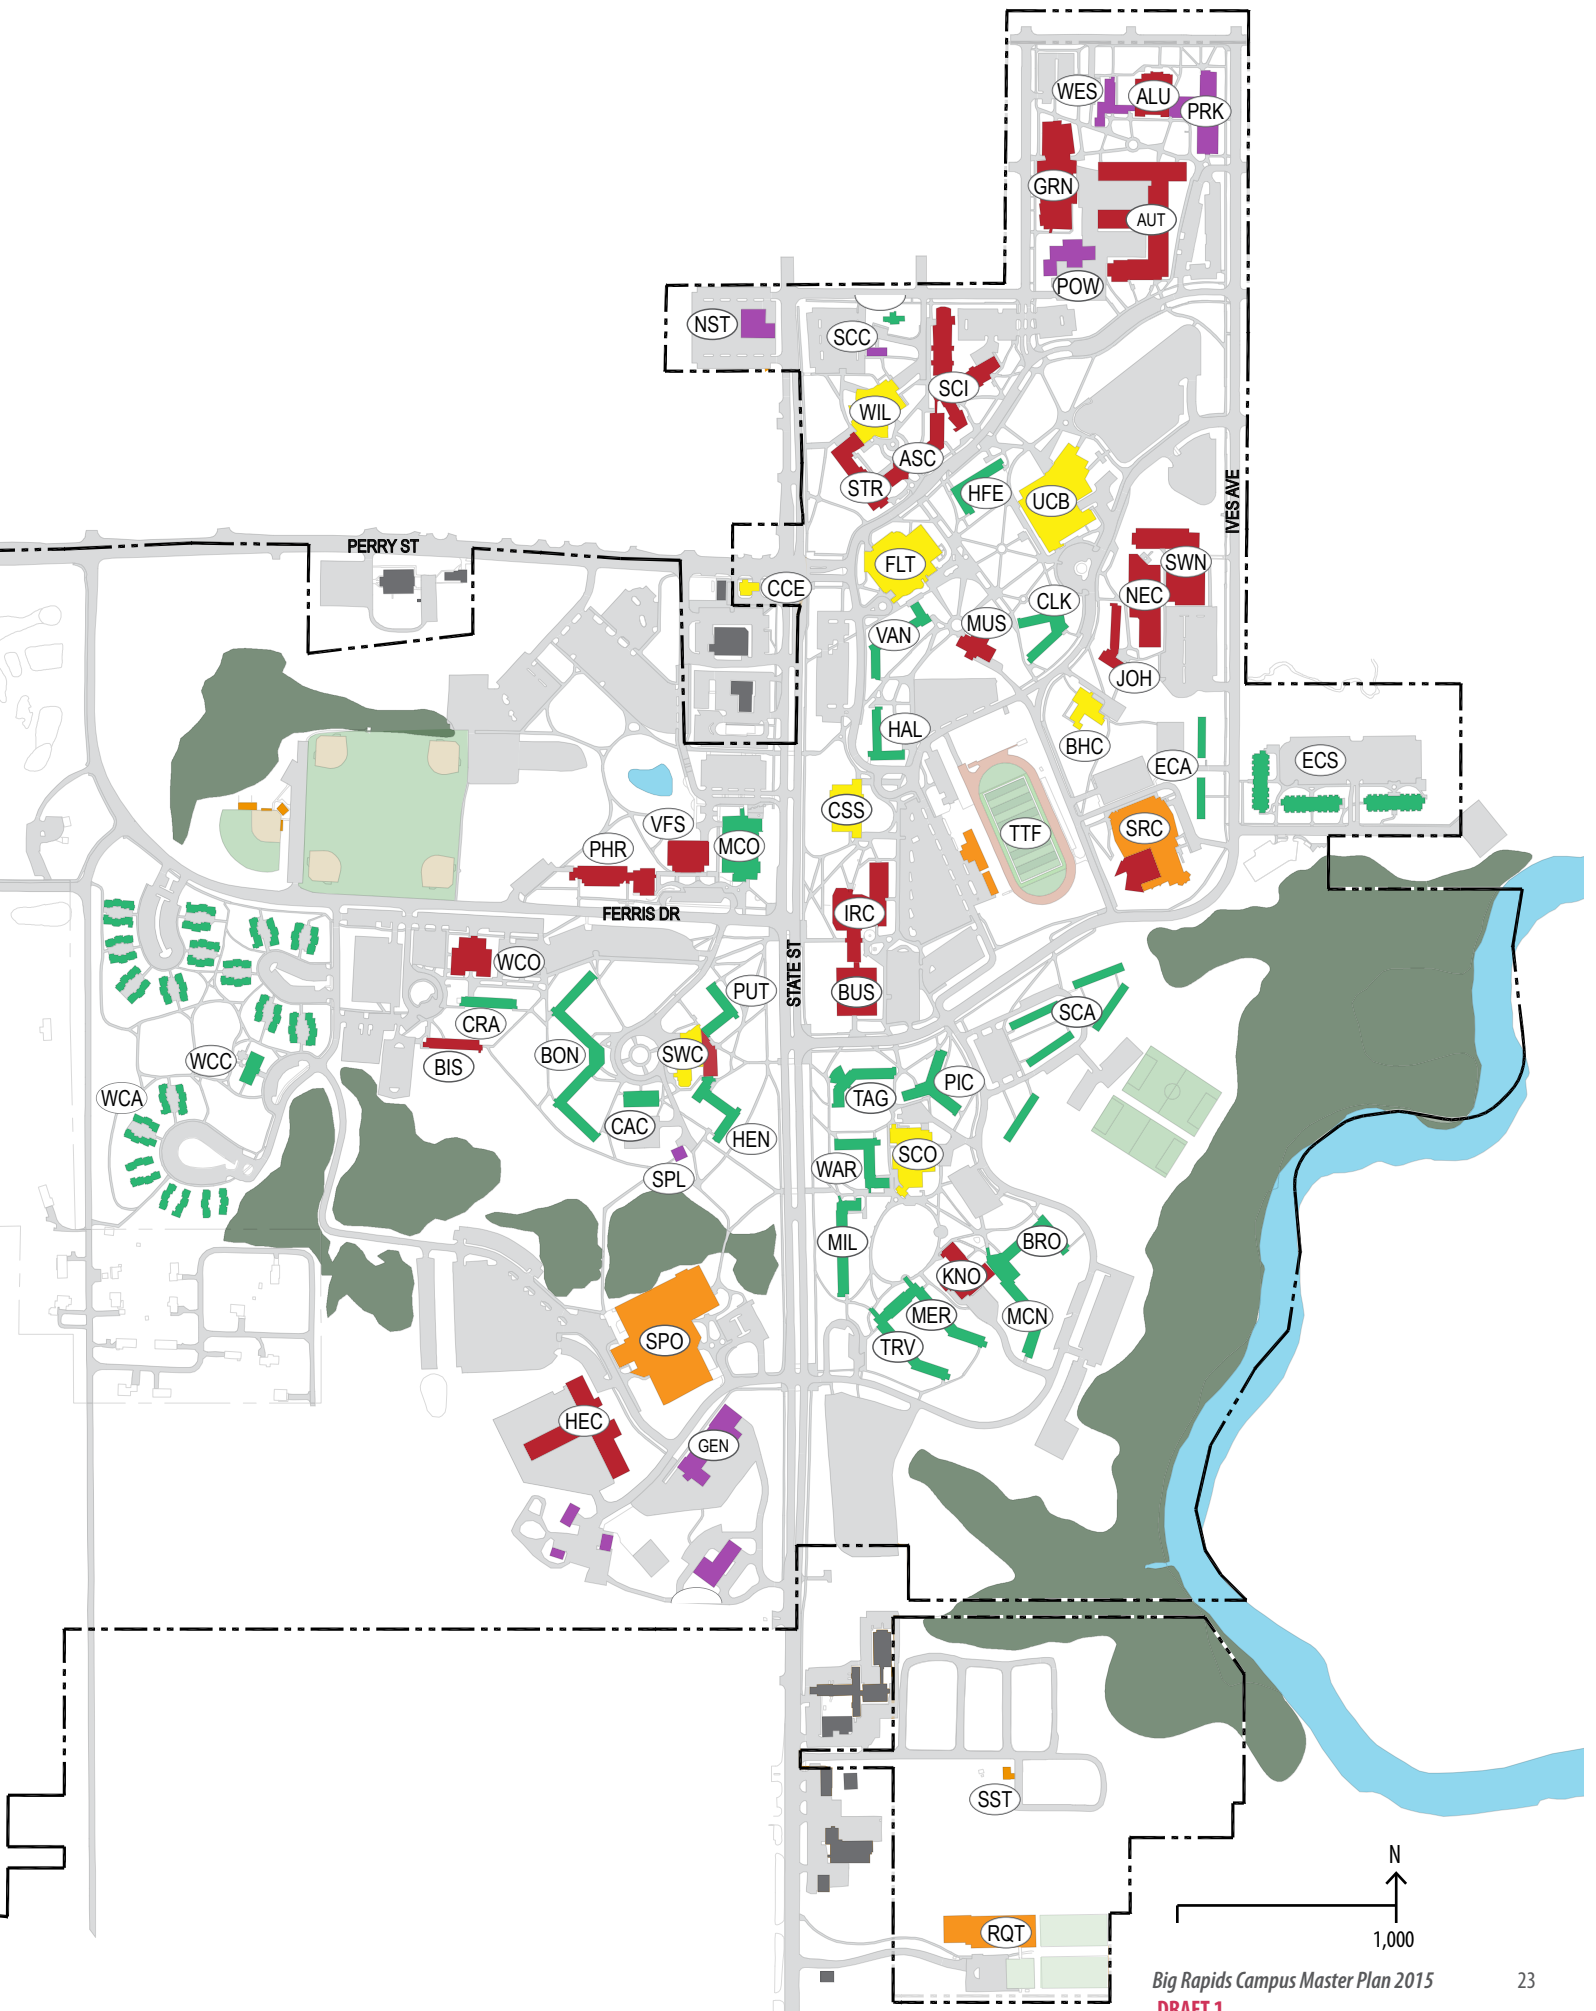 WES
ALU
PRK
GRN
AUT
POW
NST
SCC
SCI
WIL
ASC
STR
HFE
UCB
IVES AVE
PERRY ST
FLT
SWN
CCE
NEC
CLK
VAN
MUS
JOH
HAL
BHC
ECA
ECS
CSS
VFS
TTF
SRC
PHR
MCO
FERRIS DR
IRC
WCO
STATE ST
PUT
BUS
CRA
SCA
BON
SWC
WCC
BIS
PIC
WCA
TAG
CAC
HEN
SCO
WAR
SPL
MIL
BRO
KNO
MER
MCN
SPO
TRV
HEC
GEN
SST
N
RQT
1,000
Big Rapids Campus Master Plan 2015 23
DRAFT 1